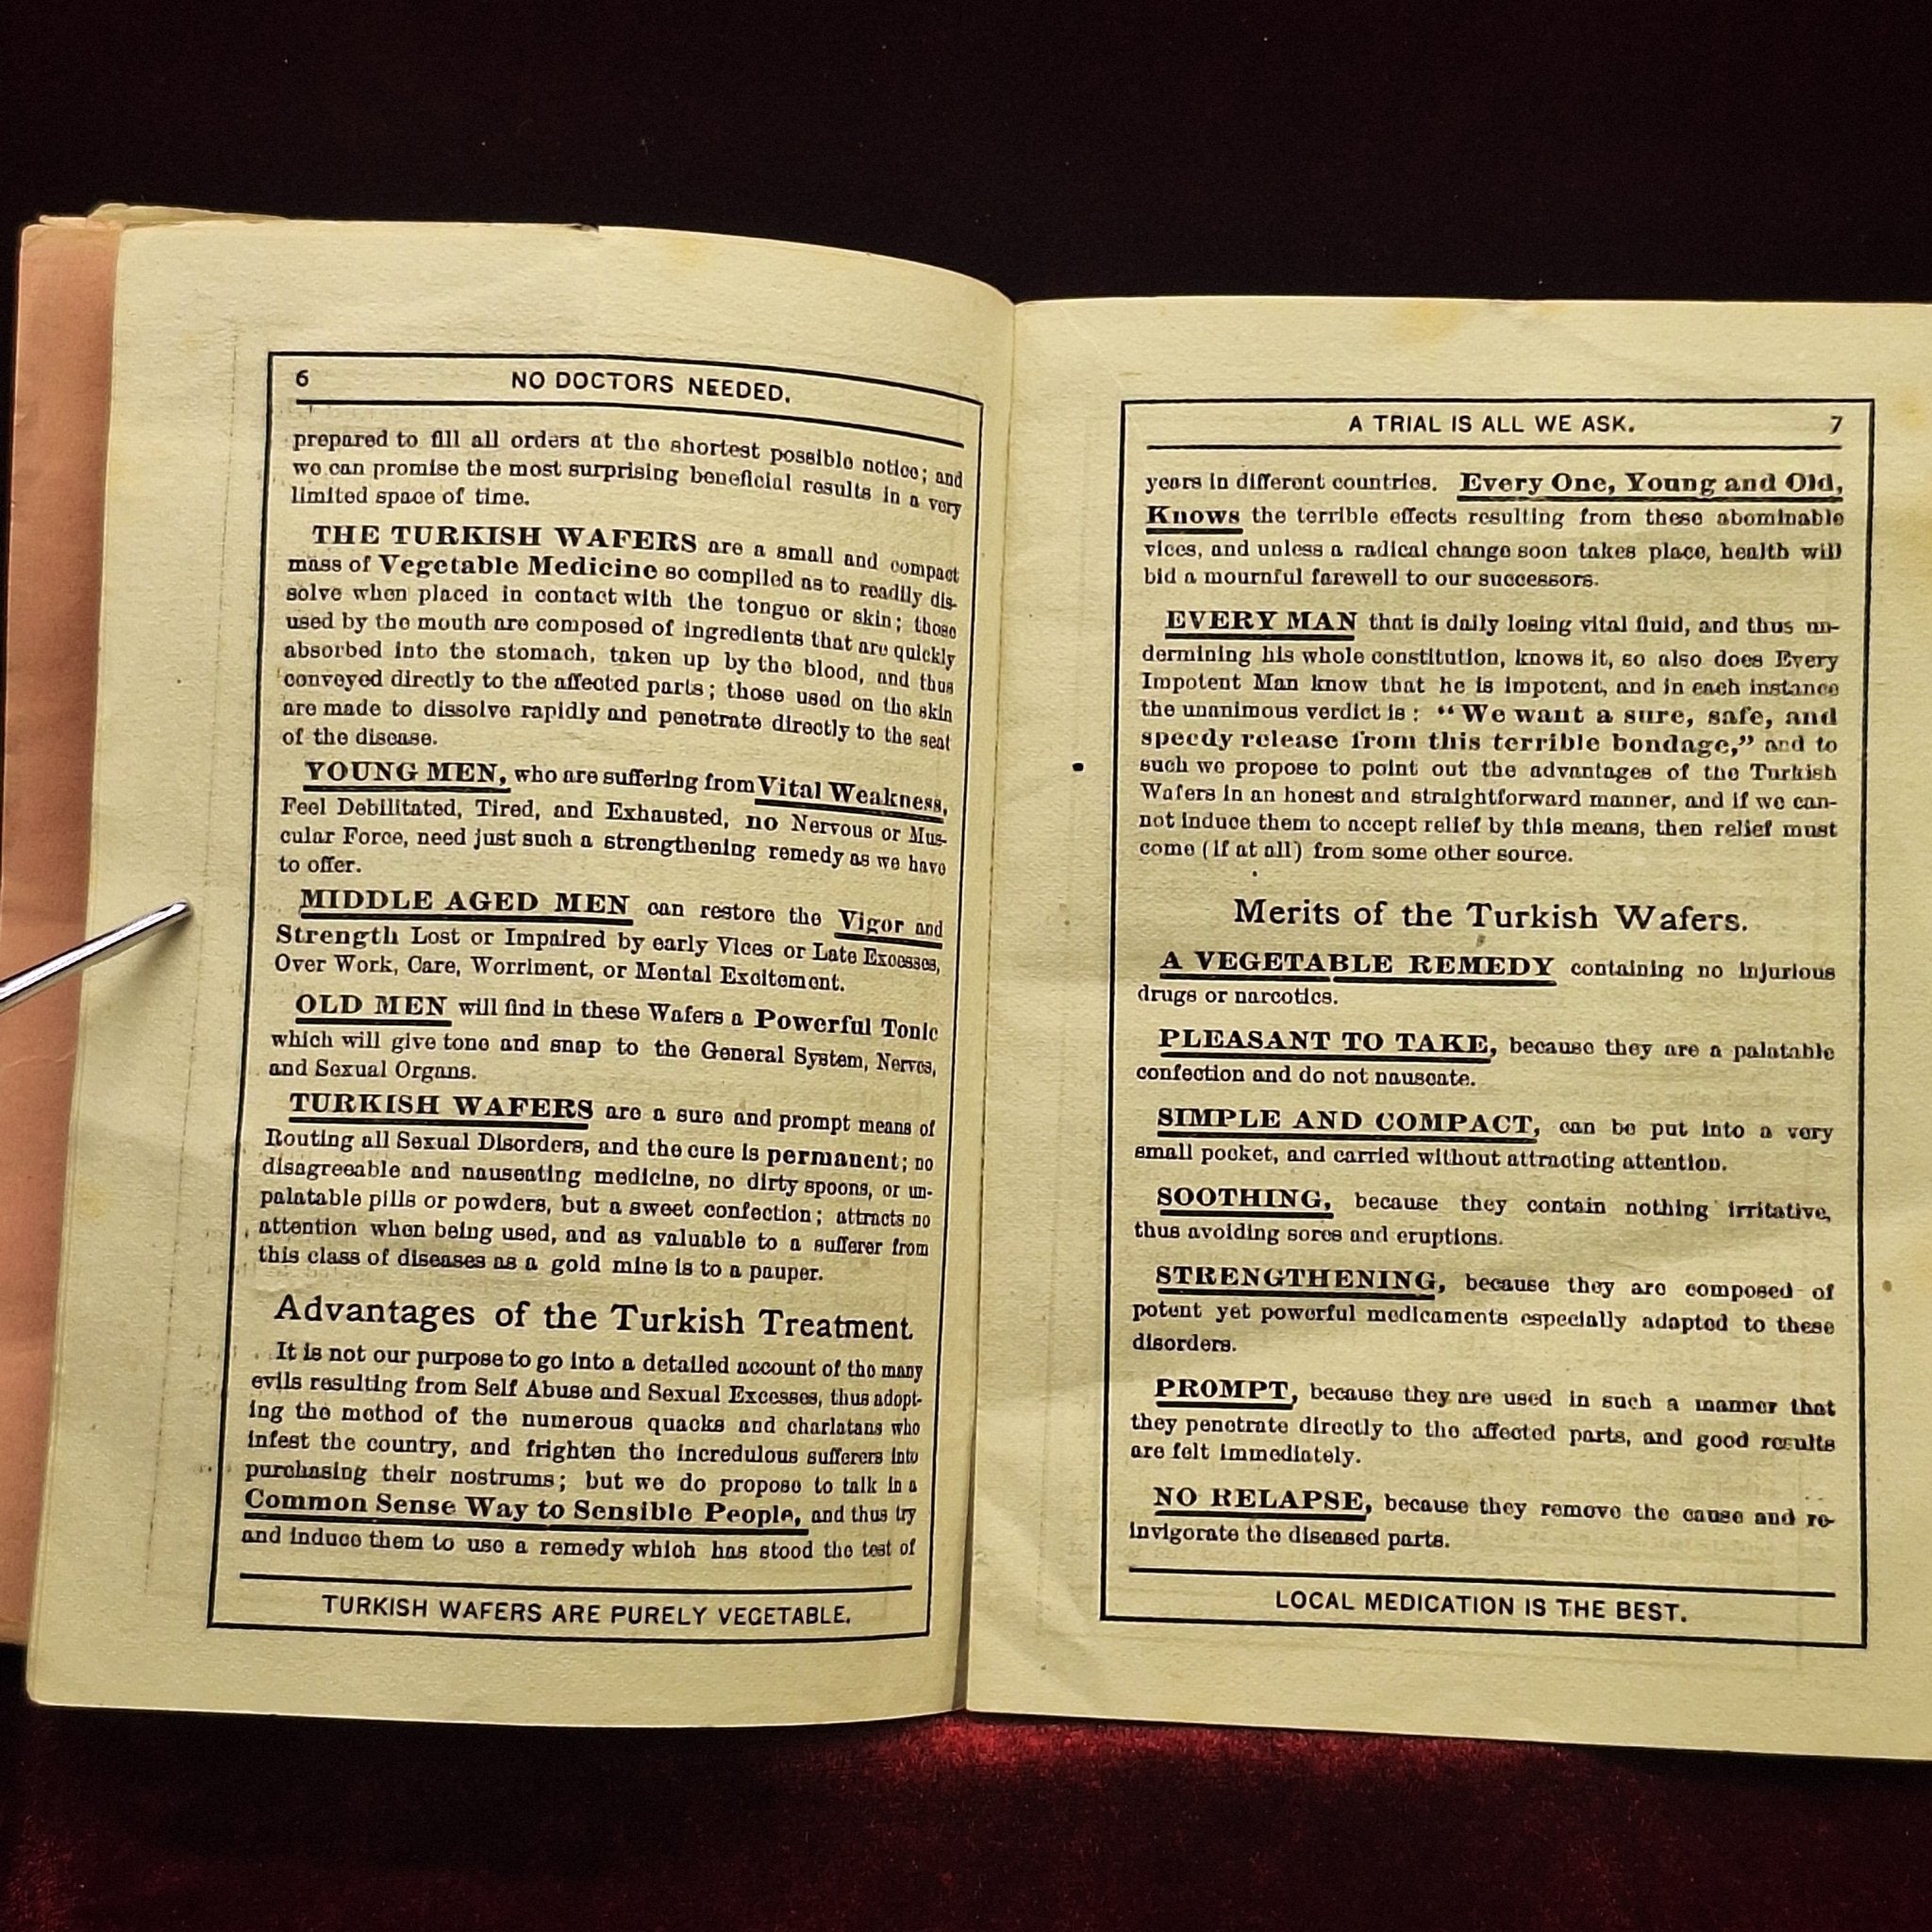 6 NO DOCTORS NEEDED.
prepared to fill all orders at the shortest possible notice; and
we can promise the most surprising beneficial results in a very
limited space of time.
THE TURKISH WAFERS are a small and compact
mass of Vegetable Medicine so compiled as to readily dis-
solve when placed in contact with the tongue or skin; those
used by the mouth are composed of ingredients that are quickly
absorbed into the stomach, taken up by the blood, and thus
conveyed directly to the affected parts; those used on the skin
are made to dissolve rapidly and penetrate directly to the seat
of the disease.
YOUNG MEN, who are suffering from Vital Weakness,
Feel Debilitated, Tired, and Exhausted, no Nervous or Mus-
cular Force, need just such a strengthening remedy as we have
to offer.
MIDDLE AGED MEN can restore the Vigor and
Strength Lost or Impaired by early Vices or Late Excesses,
Over Work, Care, Worriment, or Mental Excitement.
OLD MEN will find in these Wafers a Powerful Tonic
which will give tone and snap to the General System, Nerves,
and Sexual Organs.
TURKISH WAFERS are a sure and prompt means of
Routing all Sexual Disorders, and the cure is permanent; no
disagreeable and nauseating medicine, no dirty spoons, or un-
palatable pills or powders, but a sweet confection; attracts no
attention when being used, and as valuable to a sufferer from
this class of diseases as a gold mine is to a pauper.
Advantages of the Turkish Treatment.
It is not our purpose to go into a detailed account of the many
evils resulting from Self Abuse and Sexual Excesses, thus adopt-
ing the method of the numerous quacks and charlatans who
infest the country, and frighten the incredulous sufferers into
purchasing their nostrums; but we do propose to talk in a
Common Sense Way to Sensible People, and thus try
and induce them to use a remedy which has stood the test of
TURKISH WAFERS ARE PURELY VEGETABLE.
A TRIAL IS ALL WE ASK. 7
years in different countries. Every One, Young and Old,
Knows the terrible effects resulting from these abominable
vices, and unless a radical change soon takes place, health will
bid a mournful farewell to our successors.
EVERY MAN that is daily losing vital fluid, and thus un-
dermining his whole constitution, knows it, so also does Every
Impotent Man know that he is impotent, and in each instance
the unanimous verdict is: "We want a sure, safe, and
speedy release from this terrible bondage," and to
such we propose to point out the advantages of the Turkish
Wafers in an honest and straightforward manner, and if we can-
not induce them to accept relief by this means, then relief must
come (if at all) from some other source.
Merits of the Turkish Wafers.
A VEGETABLE REMEDY containing no injurious
drugs or narcotics.
PLEASANT TO TAKE, because they are a palatable
confection and do not nauseate.
SIMPLE AND COMPACT, can be put into a very
small pocket, and carried without attracting attention.
SOOTHING, because they contain nothing irritative,
thus avoiding sores and eruptions.
STRENGTHENING, because they are composed of
potent yet powerful medicaments especially adapted to these
disorders.
PROMPT, because they are used in such a manner that
they penetrate directly to the affected parts, and good results
are felt immediately.
NO RELAPSE, because they remove the cause and re-
invigorate the diseased parts.
LOCAL MEDICATION IS THE BEST.